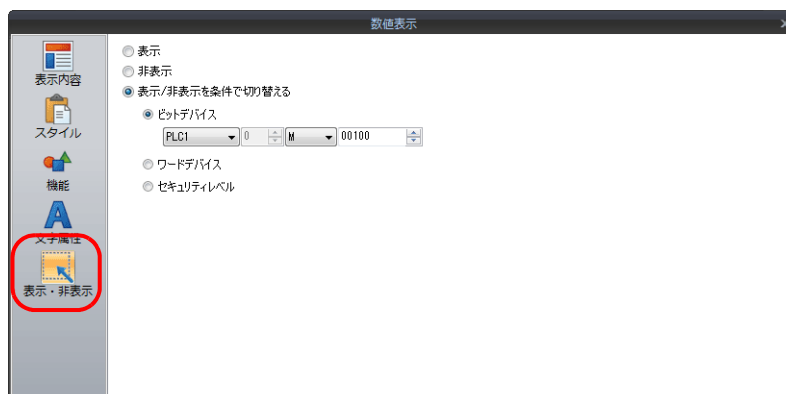 数値表示
表示内容
スタイル
機能
文字属性
表示・非表示
表示
非表示
表示/非表示を条件で切り替える
ビットデバイス
PLC1 0 M 00100
ワードデバイス
セキュリティレベル